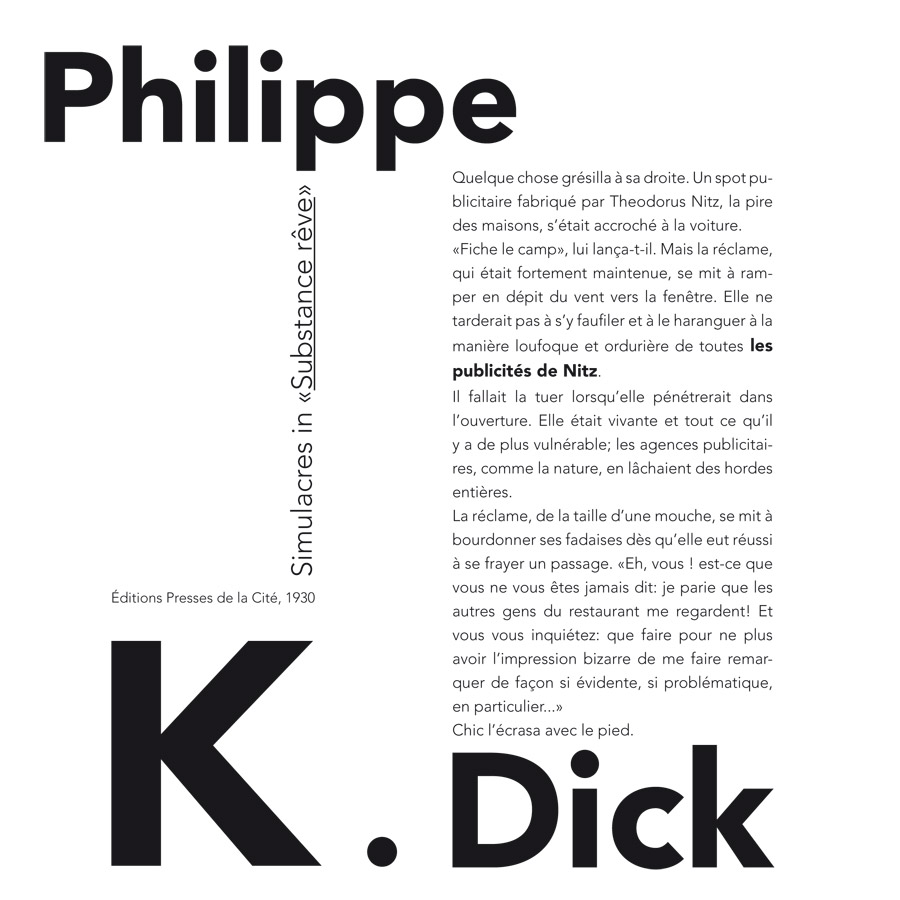 Philippe
Simulacres in «Substance rêve»
Éditions Presses de la Cité, 1930
K. Dick
Quelque chose grésilla à sa droite. Un spot pu-
blicitaire fabriqué par Theodorus Nitz, la pire
des maisons, s’était accroché à la voiture.
«Fiche le camp», lui lança-t-il. Mais la réclame,
qui était fortement maintenue, se mit à ram-
per en dépit du vent vers la fenêtre. Elle ne
tarderait pas à s’y faufiler et à le haranguer à la
manière loufoque et ordurière de toutes les
publicités de Nitz.
Il fallait la tuer lorsqu’elle pénétrerait dans
l’ouverture. Elle était vivante et tout ce qu’il
y a de plus vulnérable; les agences publicitai-
res, comme la nature, en lâchaient des hordes
entières.
La réclame, de la taille d’une mouche, se mit à
bourdonner ses fadaises dès qu’elle eut réussi
à se frayer un passage. «Eh, vous ! est-ce que
vous ne vous êtes jamais dit: je parie que les
autres gens du restaurant me regardent! Et
vous vous inquiétez: que faire pour ne plus
avoir l’impression bizarre de me faire remar-
quer de façon si évidente, si problématique,
en particulier...»
Chic l’écrasa avec le pied.